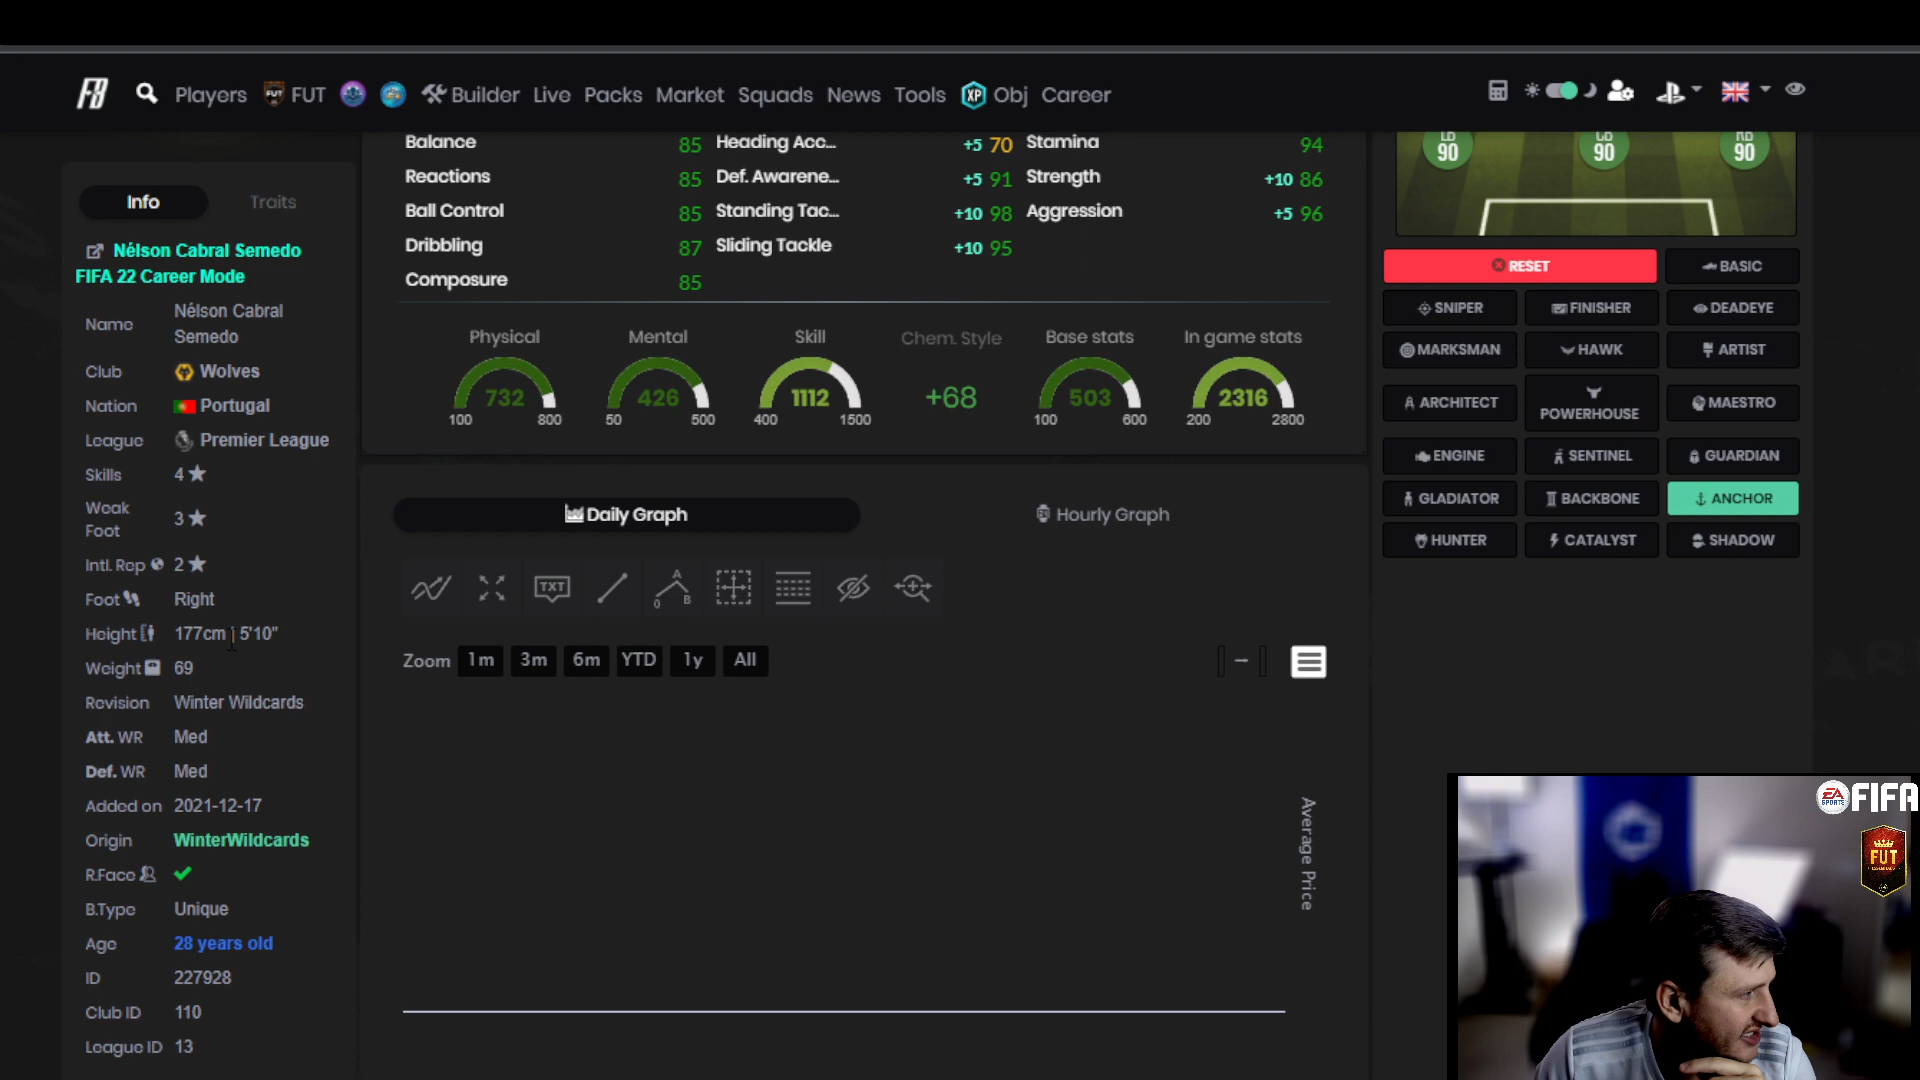 Players FUT Builder Live Packs Market Squads News Tools XP Obj Career
Info Traits
Nélson Cabral Semedo
FIFA 22 Career Mode
Name Nélson Cabral
Semedo
Club Wolves
Nation Portugal
League Premier League
Skills 4
Weak
Foot 3
Intl. Rep 2
Foot Right
Height 177cm | 5'10"
Weight 69
Revision Winter Wildcards
Att. WR Med
Def. WR Med
Added on 2021-12-17
Origin WinterWildcards
R.Face
B.Type Unique
Age 28 years old
ID 227928
Club ID 110
League ID 13
Balance 85 Heading Acc... +5 70 Stamina 94
Reactions 85 Def. Awarene... +5 91 Strength +10 86
Ball Control 85 Standing Tac... +10 98 Aggression +5 96
Dribbling 87 Sliding Tackle +10 95
Composure 85
Physical Mental Skill Chem. Style Base stats In game stats
732 426 1112 +68 503 2316
100 800 50 500 400 1500 100 600 200 2800
Daily Graph Hourly Graph
TXT
A
0 B
Zoom 1m 3m 6m YTD 1y All
Average Price
LB CB RB
90 90 90
RESET BASIC
SNIPER FINISHER DEADEYE
MARKSMAN HAWK ARTIST
ARCHITECT POWERHOUSE MAESTRO
ENGINE SENTINEL GUARDIAN
GLADIATOR BACKBONE ANCHOR
HUNTER CATALYST SHADOW
EA SPORTS FIFA
FUT